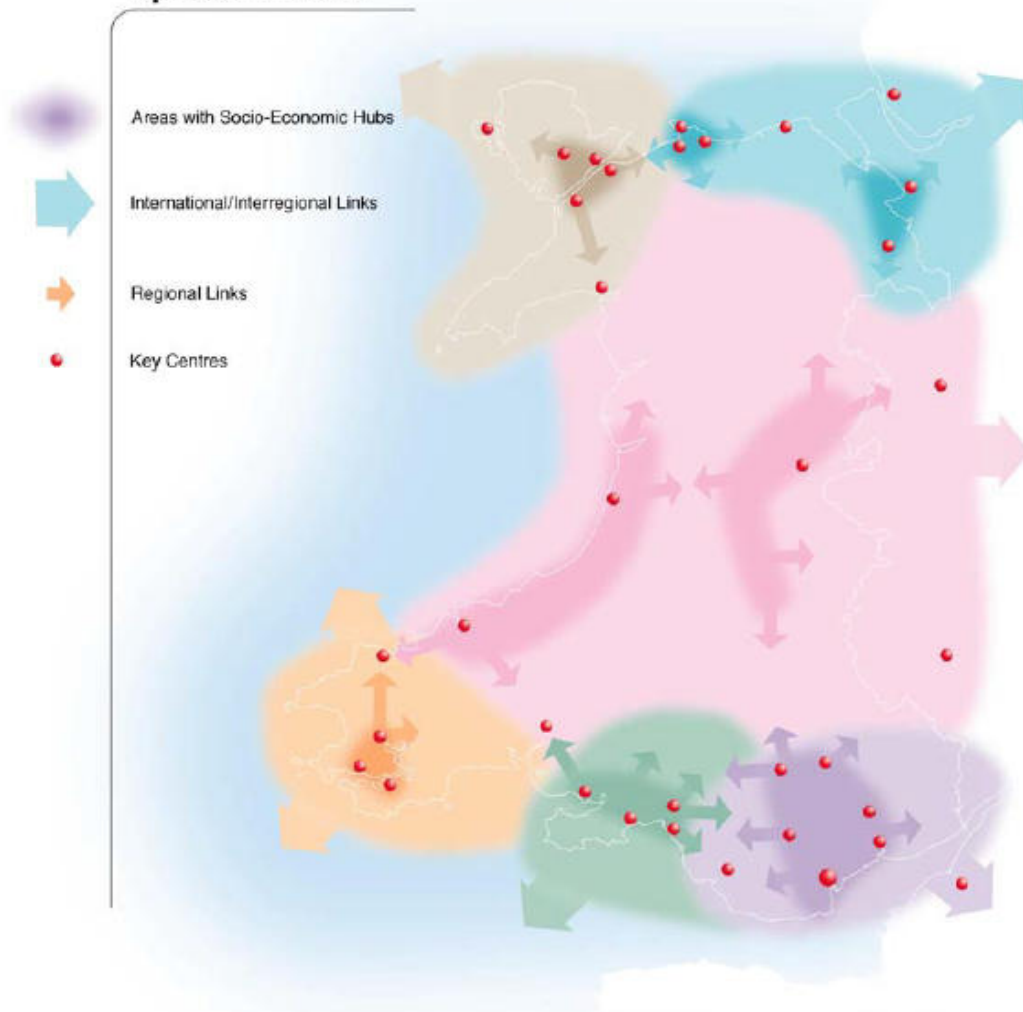 Areas with Socio-Economic Hubs
International/Interregional Links
Regional Links
Key Centres